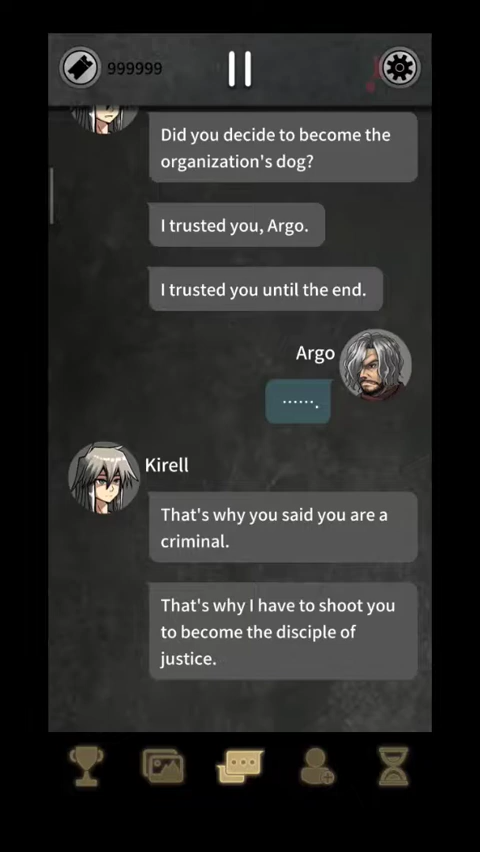 999999
Did you decide to become the
organization's dog?
I trusted you, Argo.
I trusted you until the end.
Argo
.......
Kirell
That's why you said you are a
criminal.
That's why I have to shoot you
to become the disciple of
justice.